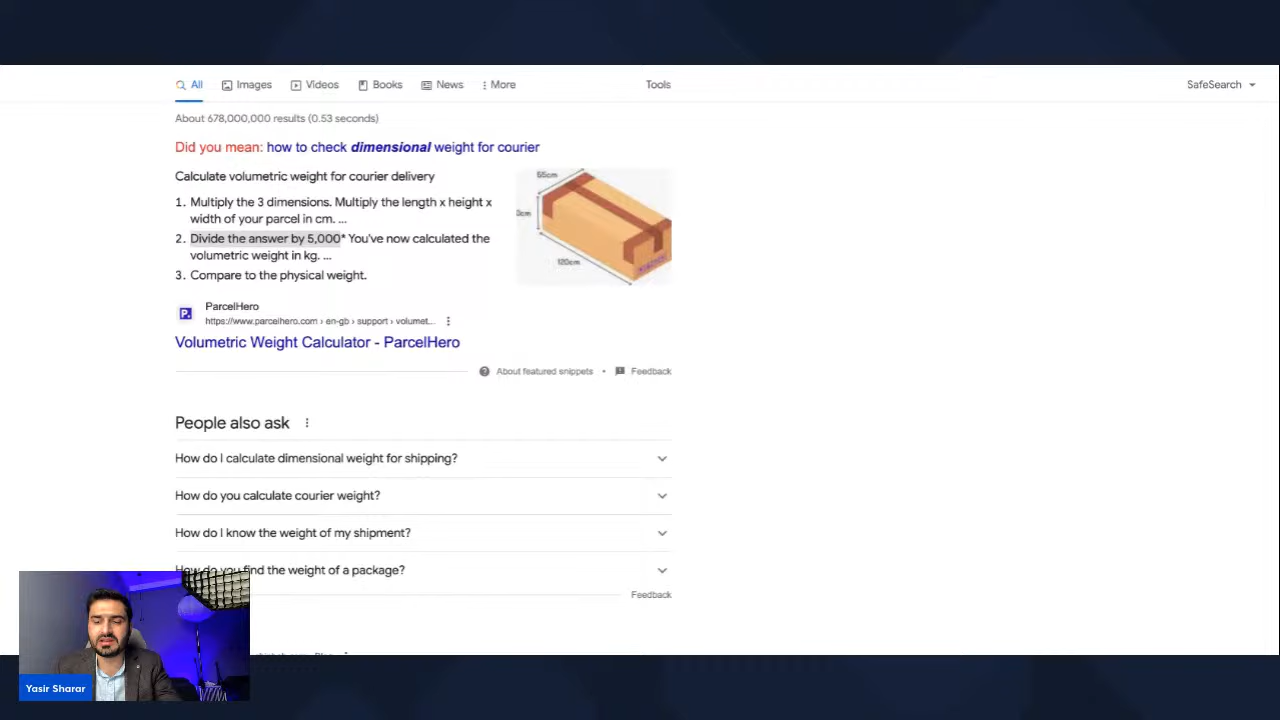 All Images Videos Books News More Tools SafeSearch
About 678,000,000 results (0.53 seconds)
Did you mean: how to check dimensional weight for courier
Calculate volumetric weight for courier delivery
1. Multiply the 3 dimensions. Multiply the length x height x
width of your parcel in cm. ...
2. Divide the answer by 5,000* You've now calculated the
volumetric weight in kg. ...
3. Compare to the physical weight.
55cm
0cm
120cm
ParcelHero
https://www.parcelhero.com › en-gb › support › volumet...
Volumetric Weight Calculator - ParcelHero
About featured snippets • Feedback
People also ask
How do I calculate dimensional weight for shipping?
How do you calculate courier weight?
How do I know the weight of my shipment?
How do you find the weight of a package?
Feedback
Yasir Sharar